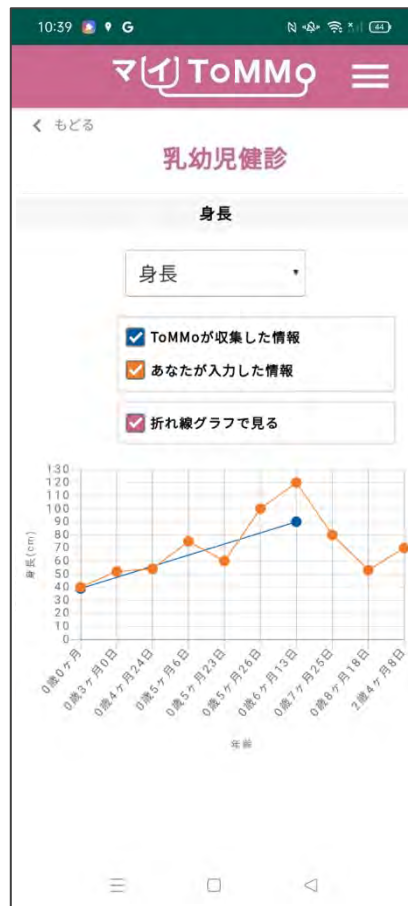 10:39 G 44
マイToMMo
もどる
乳幼児健診
身長
身長
ToMMoが収集した情報
あなたが入力した情報
折れ線グラフで見る
130
120
110
100
90
80
70
60
50
40
30
20
10
0
身長(cm)
0歳0ヶ月
0歳3ヶ月0日
0歳4ヶ月24日
0歳5ヶ月6日
0歳5ヶ月23日
0歳5ヶ月26日
0歳6ヶ月13日
0歳7ヶ月25日
0歳8ヶ月18日
2歳4ヶ月8日
年齢